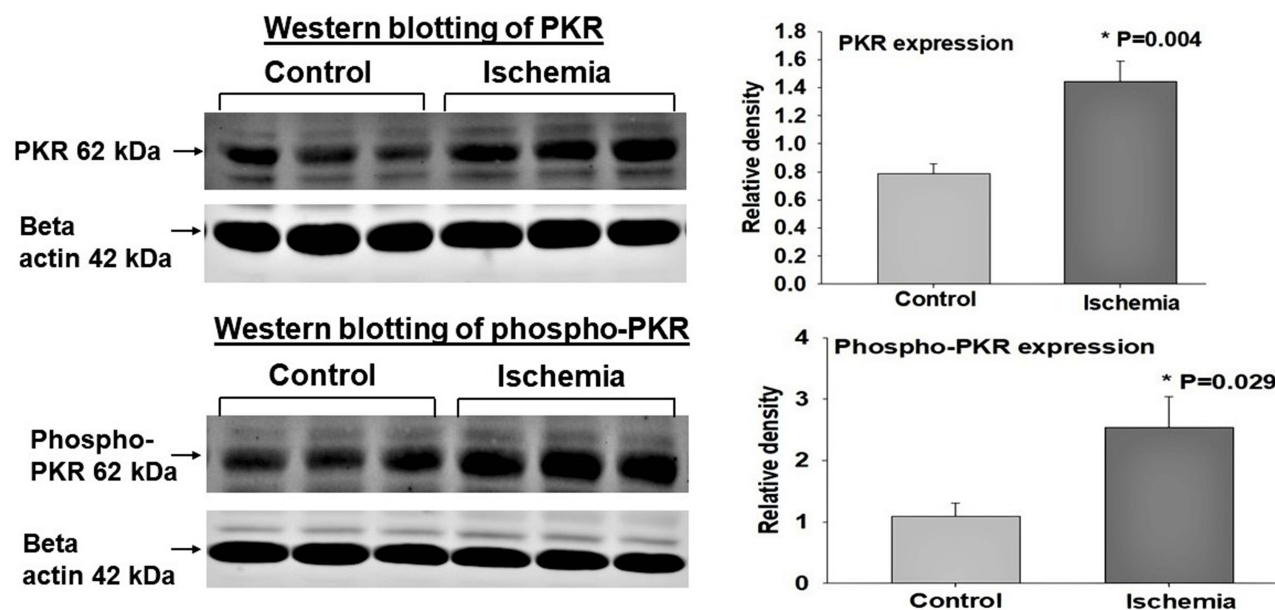 Western blotting of PKR
Control
Ischemia
PKR 62 kDa
Beta
actin 42 kDa
PKR expression
* P=0.004
Relative density
1.8
1.6
1.4
1.2
1.0
0.8
0.6
0.4
0.2
0.0
Control
Ischemia
Western blotting of phospho-PKR
Control
Ischemia
Phospho-
PKR 62 kDa
Beta
actin 42 kDa
Phospho-PKR expression
* P=0.029
Relative density
4
3
2
1
0
Control
Ischemia